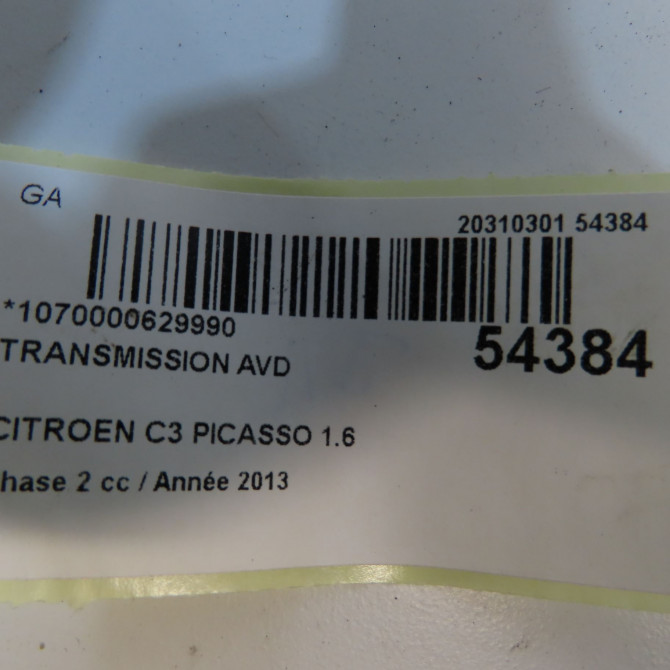 GA
20310301 54384
*1070000629990
54384
TRANSMISSION AVD
CITROEN C3 PICASSO 1.6
hase 2 cc / Année 2013